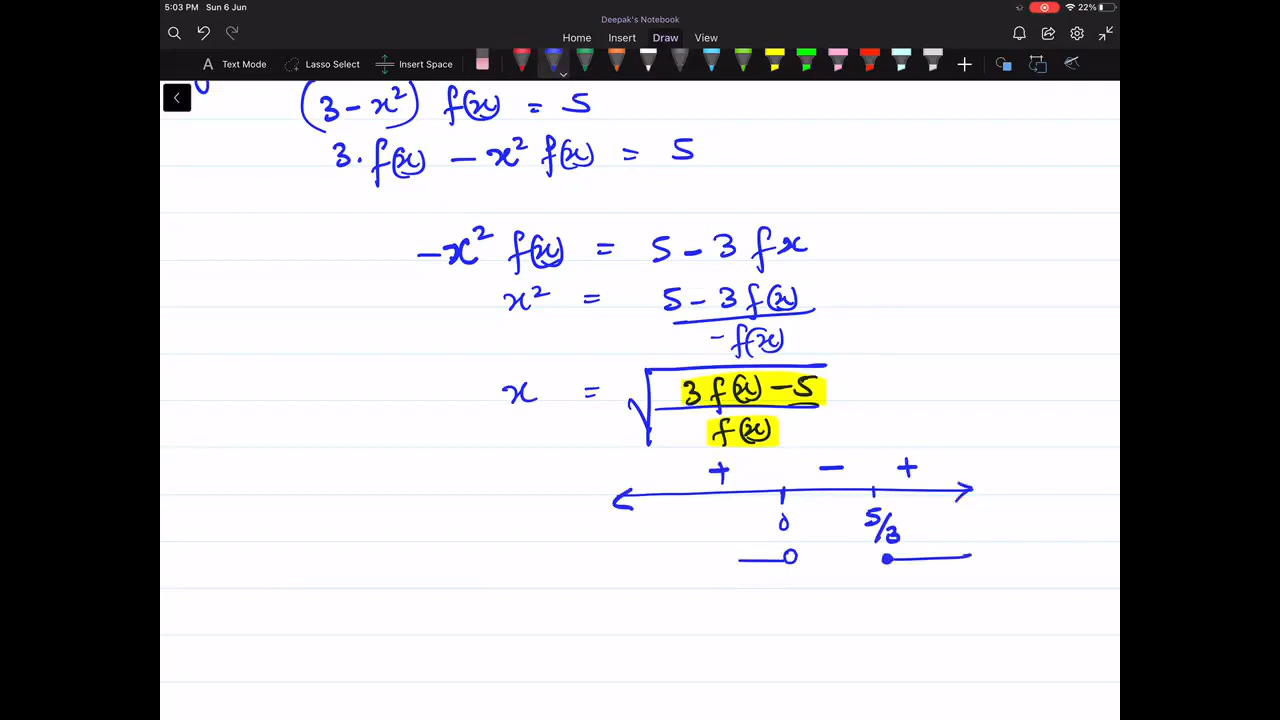 5:03 PM Sun 6 Jun
22%
Deepak's Notebook
Home Insert Draw View
Text Mode Lasso Select Insert Space
(3 - x²) f(x) = 5
3. f(x) - x² f(x) = 5
-x² f(x) = 5 - 3 fx
x² = 5 - 3 f(x)
- f(x)
x = √ 3 f(x) - 5
f(x)
+ - +
0 5/3